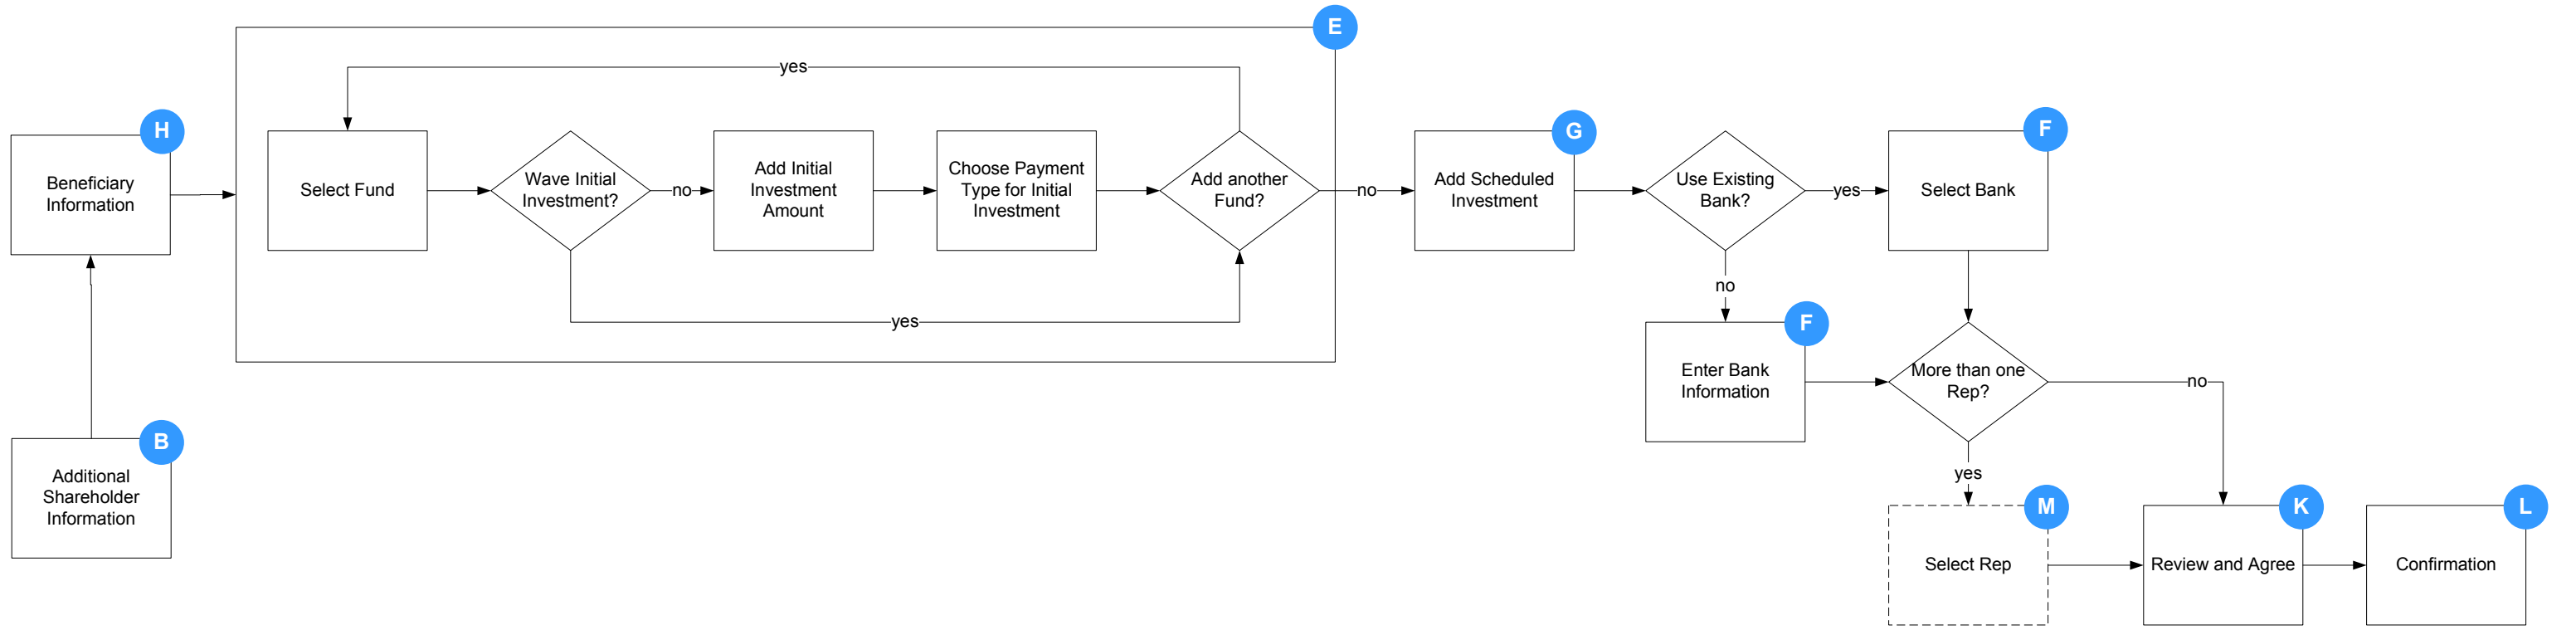 E
yes
H
Beneficiary
Information
Select Fund
Wave Initial
Investment?
no
Add Initial
Investment
Amount
Choose Payment
Type for Initial
Investment
Add another
Fund?
no
yes
G
Add Scheduled
Investment
Use Existing
Bank?
yes
F
Select Bank
no
F
Enter Bank
Information
More than one
Rep?
no
yes
B
Additional
Shareholder
Information
M
Select Rep
K
Review and Agree
L
Confirmation